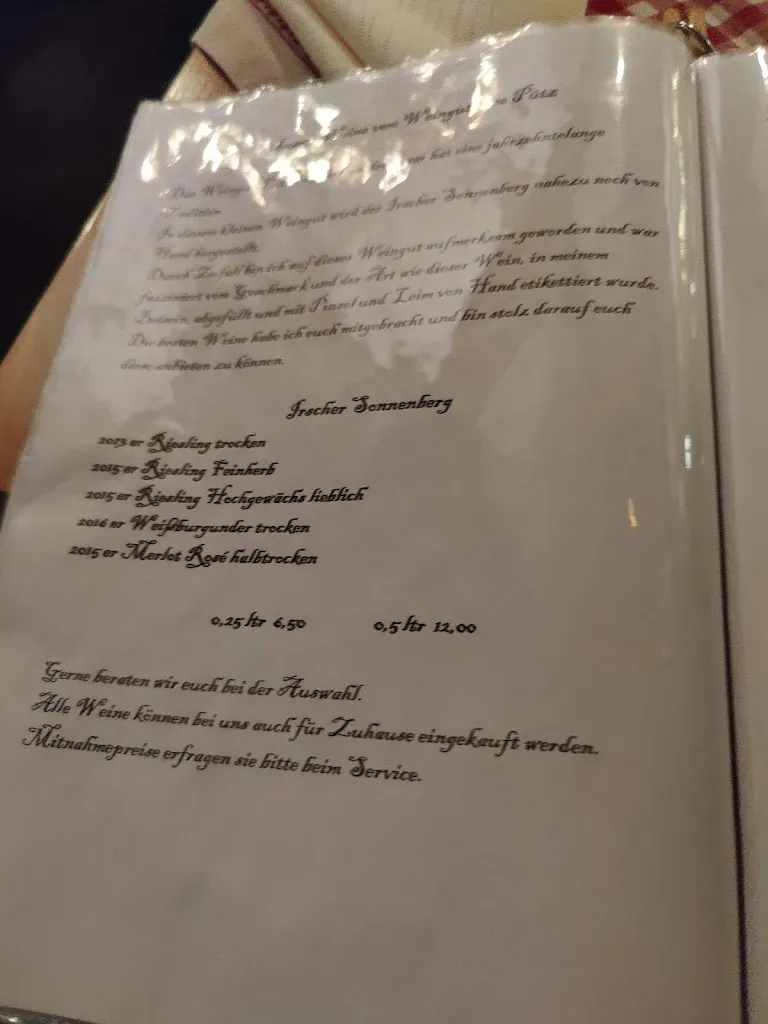 Weine vom Weingut Pütz
Das Weingut hat eine jahrzehntelange
Tradition.
In diesem kleinen Weingut wird der Irscher Sonnenberg nahezu noch von
Hand hergestellt.
Durch Zufall bin ich auf dieses Weingut aufmerksam geworden und war
fasziniert vom Geschmack und der Art wie dieser Wein, in meinem
Beisein, abgefüllt und mit Pinsel und Leim von Hand etikettiert wurde.
Die besten Weine habe ich euch mitgebracht und bin stolz darauf euch
diese anbieten zu können.
Irscher Sonnenberg
2013 er Riesling trocken
2015 er Riesling Feinherb
2015 er Riesling Hochgewächs lieblich
2016 er Weißburgunder trocken
2015 er Merlot Rosé halbtrocken
0,25 ltr 6,50 0,5 ltr 12,00
Gerne beraten wir euch bei der Auswahl.
Alle Weine können bei uns auch für Zuhause eingekauft werden.
Mitnahmepreise erfragen sie bitte beim Service.